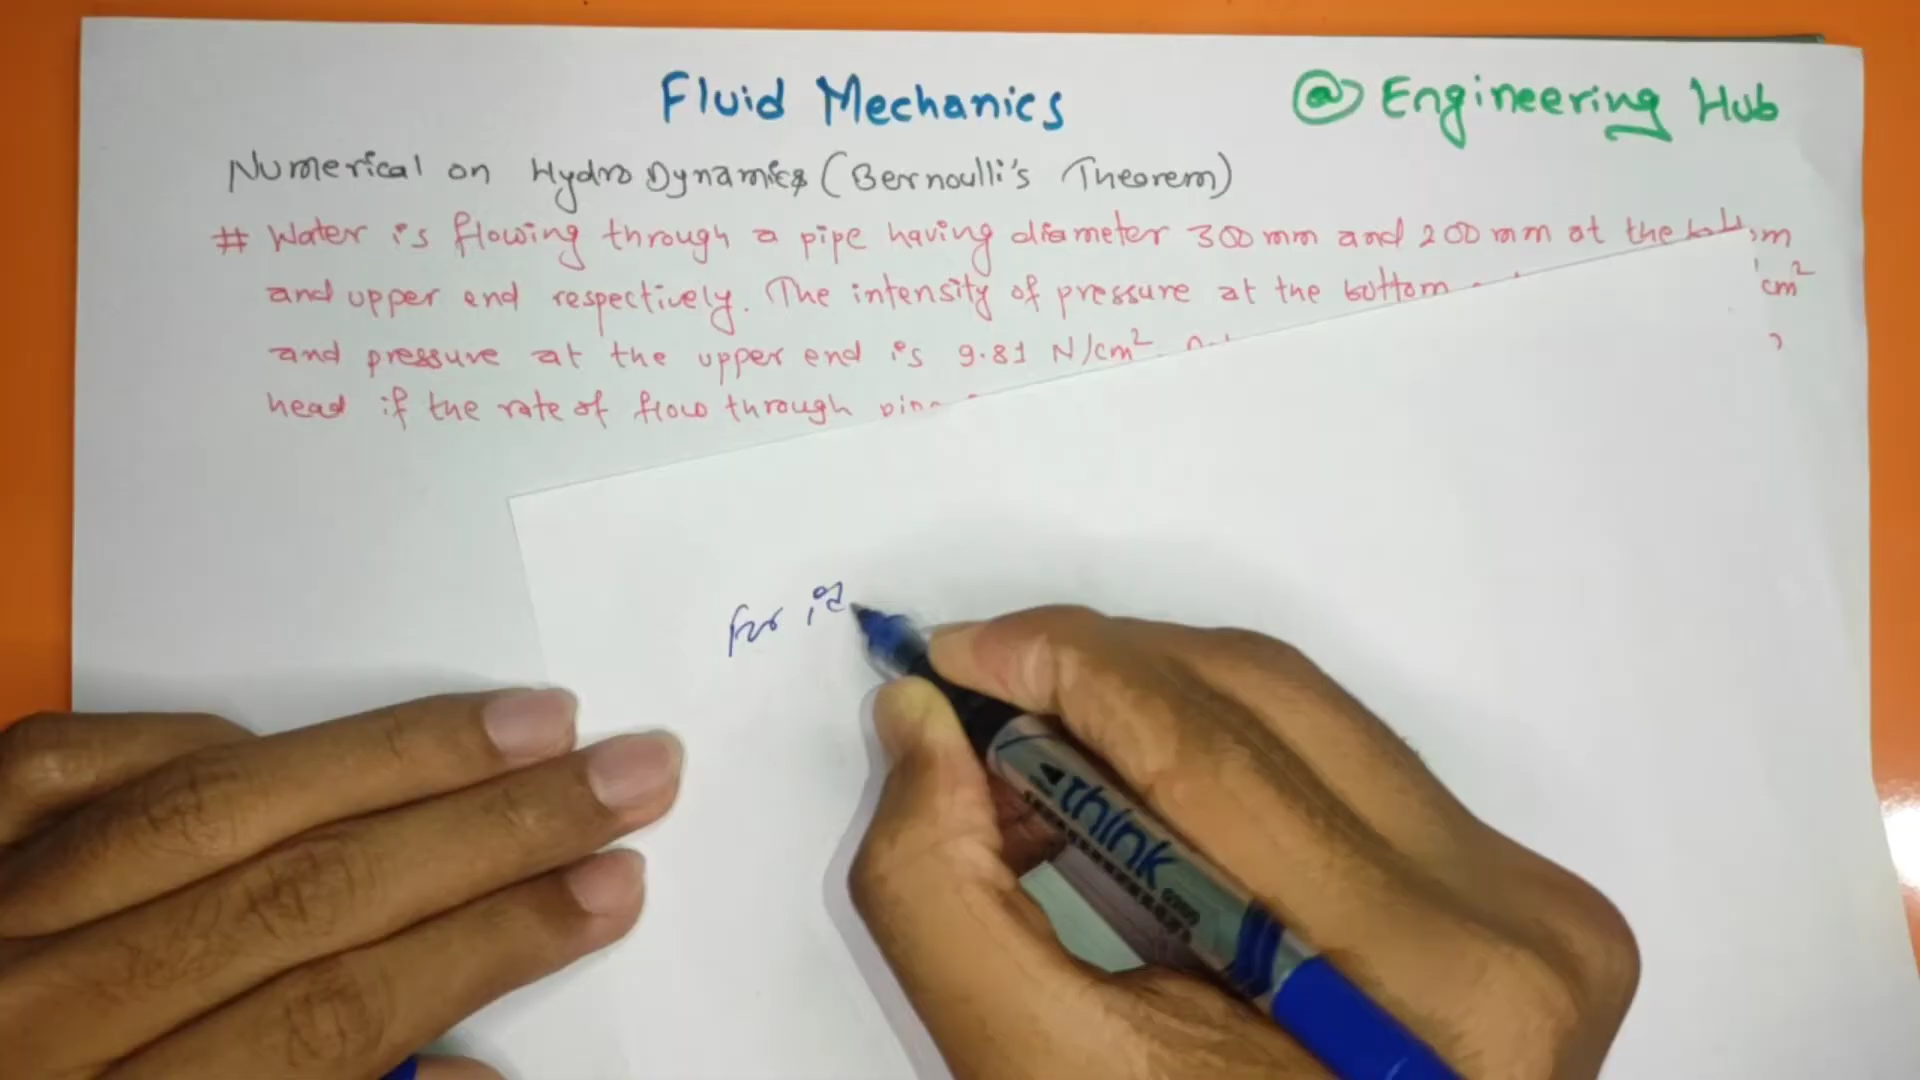 Fluid Mechanics
@ Engineering Hub
Numerical on Hydro Dynamics (Bernoulli's Theorem)
# Water is flowing through a pipe having diameter 300 mm and 200 mm at the
and upper end respectively. The intensity of pressure at the bottom cm²
and pressure at the upper end is 9.81 N/cm².
head if the rate of flow through
for id
think